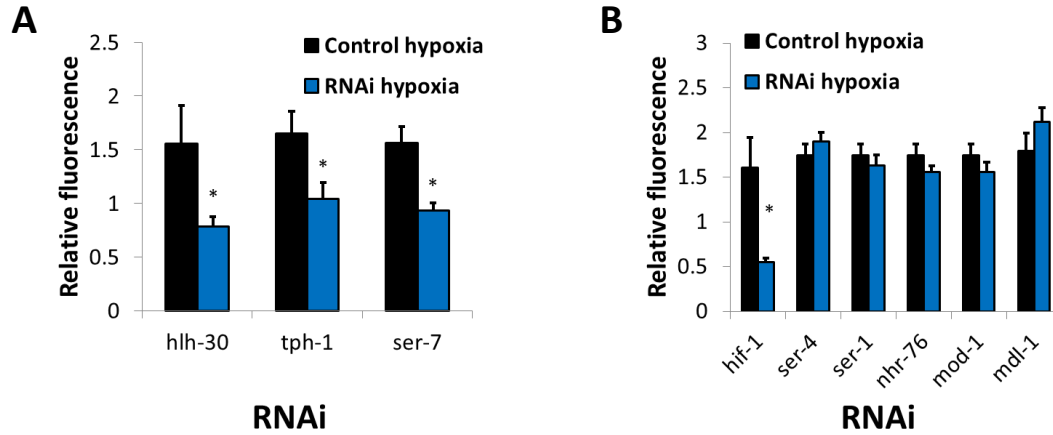 A
Relative fluorescence
2.5
2
1.5
1
0.5
0
Control hypoxia
RNAi hypoxia
*
*
*
hlh-30 tph-1 ser-7
RNAi
B
Relative fluorescence
3
2.5
2
1.5
1
0.5
0
Control hypoxia
RNAi hypoxia
*
hif-1 ser-4 ser-1 nhr-76 mod-1 mdl-1
RNAi